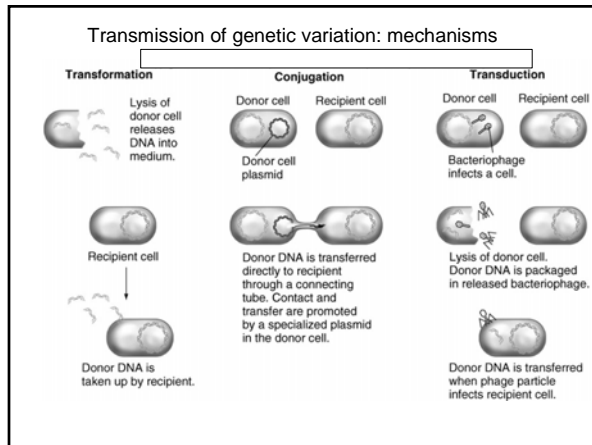 Transmission of genetic variation: mechanisms
Transformation
Lysis of
donor cell
releases
DNA into
medium.
Recipient cell
Donor DNA is
taken up by recipient.
Conjugation
Donor cell
Recipient cell
Donor cell
plasmid
Donor DNA is transferred
directly to recipient
through a connecting
tube. Contact and
transfer are promoted
by a specialized plasmid
in the donor cell.
Transduction
Donor cell
Recipient cell
Bacteriophage
infects a cell.
Lysis of donor cell.
Donor DNA is packaged
in released bacteriophage.
Donor DNA is transferred
when phage particle
infects recipient cell.